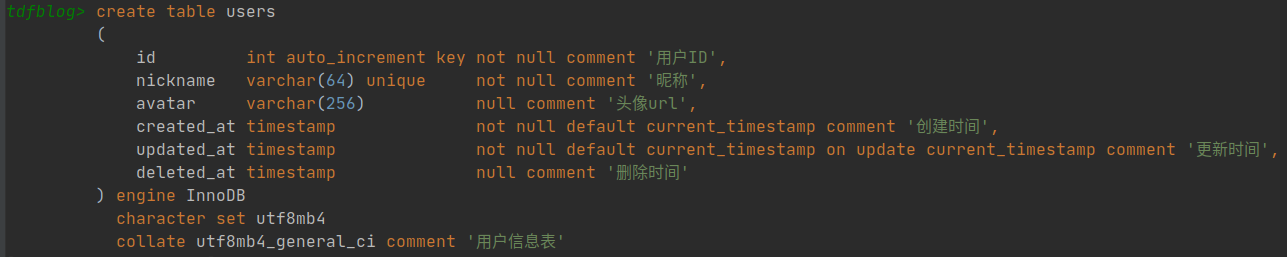 tdfblog> create table users
(
id int auto_increment key not null comment '用户ID',
nickname varchar(64) unique not null comment '昵称',
avatar varchar(256) null comment '头像url',
created_at timestamp not null default current_timestamp comment '创建时间',
updated_at timestamp not null default current_timestamp on update current_timestamp comment '更新时间',
deleted_at timestamp null comment '删除时间'
) engine InnoDB
character set utf8mb4
collate utf8mb4_general_ci comment '用户信息表'